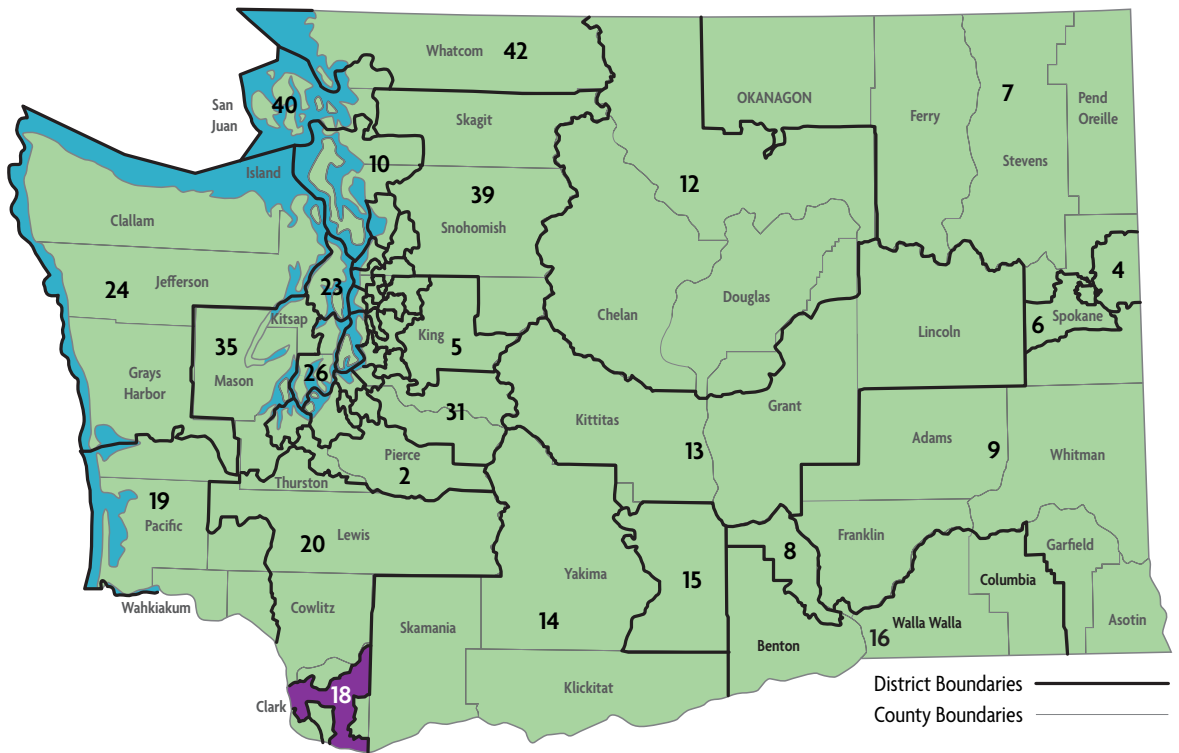 Whatcom 42
San
Juan
40
Skagit
OKANAGON
Ferry
7
Pend
Oreille
Stevens
Island
10
12
39
Snohomish
Clallam
24 Jefferson
23
Kitsap
Chelan
Douglas
4
Lincoln
6 Spokane
35
Mason
King
5
26
Grays
Harbor
31
Kittitas
Grant
13
Adams
9
Whitman
Pierce
2
Thurston
19
Pacific
20 Lewis
Franklin
8
Garfield
Yakima
15
Columbia
Wahkiakum
Cowlitz
Skamania
14
Benton
16 Walla Walla
Asotin
Clark
18
Klickitat
District Boundaries
County Boundaries